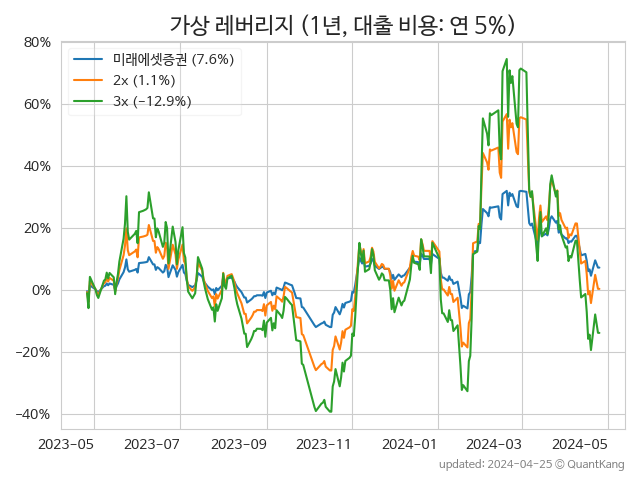 가상 레버리지 (1년, 대출 비용: 연 5%)
80%
60%
40%
20%
0%
−20%
−40%
미래에셋증권 (7.6%)
2x (1.1%)
3x (−12.9%)
2023-05 2023-07 2023-09 2023-11 2024-01 2024-03 2024-05
updated: 2024-04-25 © QuantKang